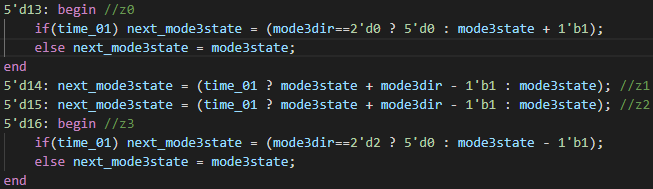 5'd13: begin //z0
if(time_01) next_mode3state = (mode3dir==2'd0 ? 5'd0 : mode3state + 1'b1);
else next_mode3state = mode3state;
end
5'd14: next_mode3state = (time_01 ? mode3state + mode3dir - 1'b1 : mode3state); //z1
5'd15: next_mode3state = (time_01 ? mode3state + mode3dir - 1'b1 : mode3state); //z2
5'd16: begin //z3
if(time_01) next_mode3state = (mode3dir==2'd2 ? 5'd0 : mode3state - 1'b1);
else next_mode3state = mode3state;
end